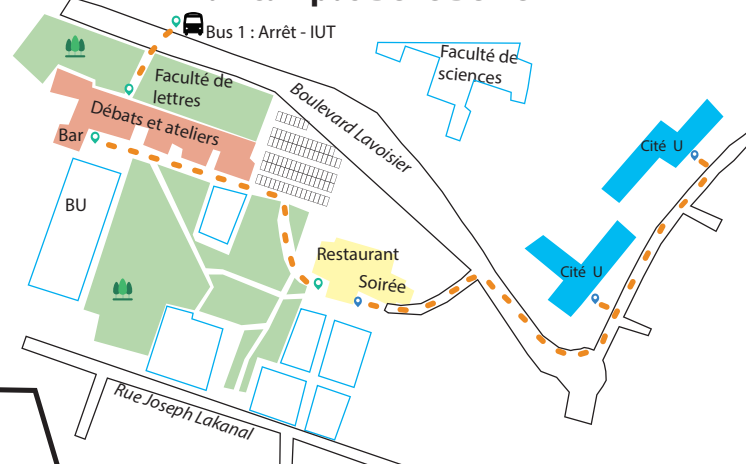 Bus 1 : Arrêt - IUT
Faculté de
lettres
Faculté de
sciences
Boulevard Lavoisier
Débats et ateliers
Bar
Cité U
BU
Restaurant
Soirée
Cité U
Rue Joseph Lakanal